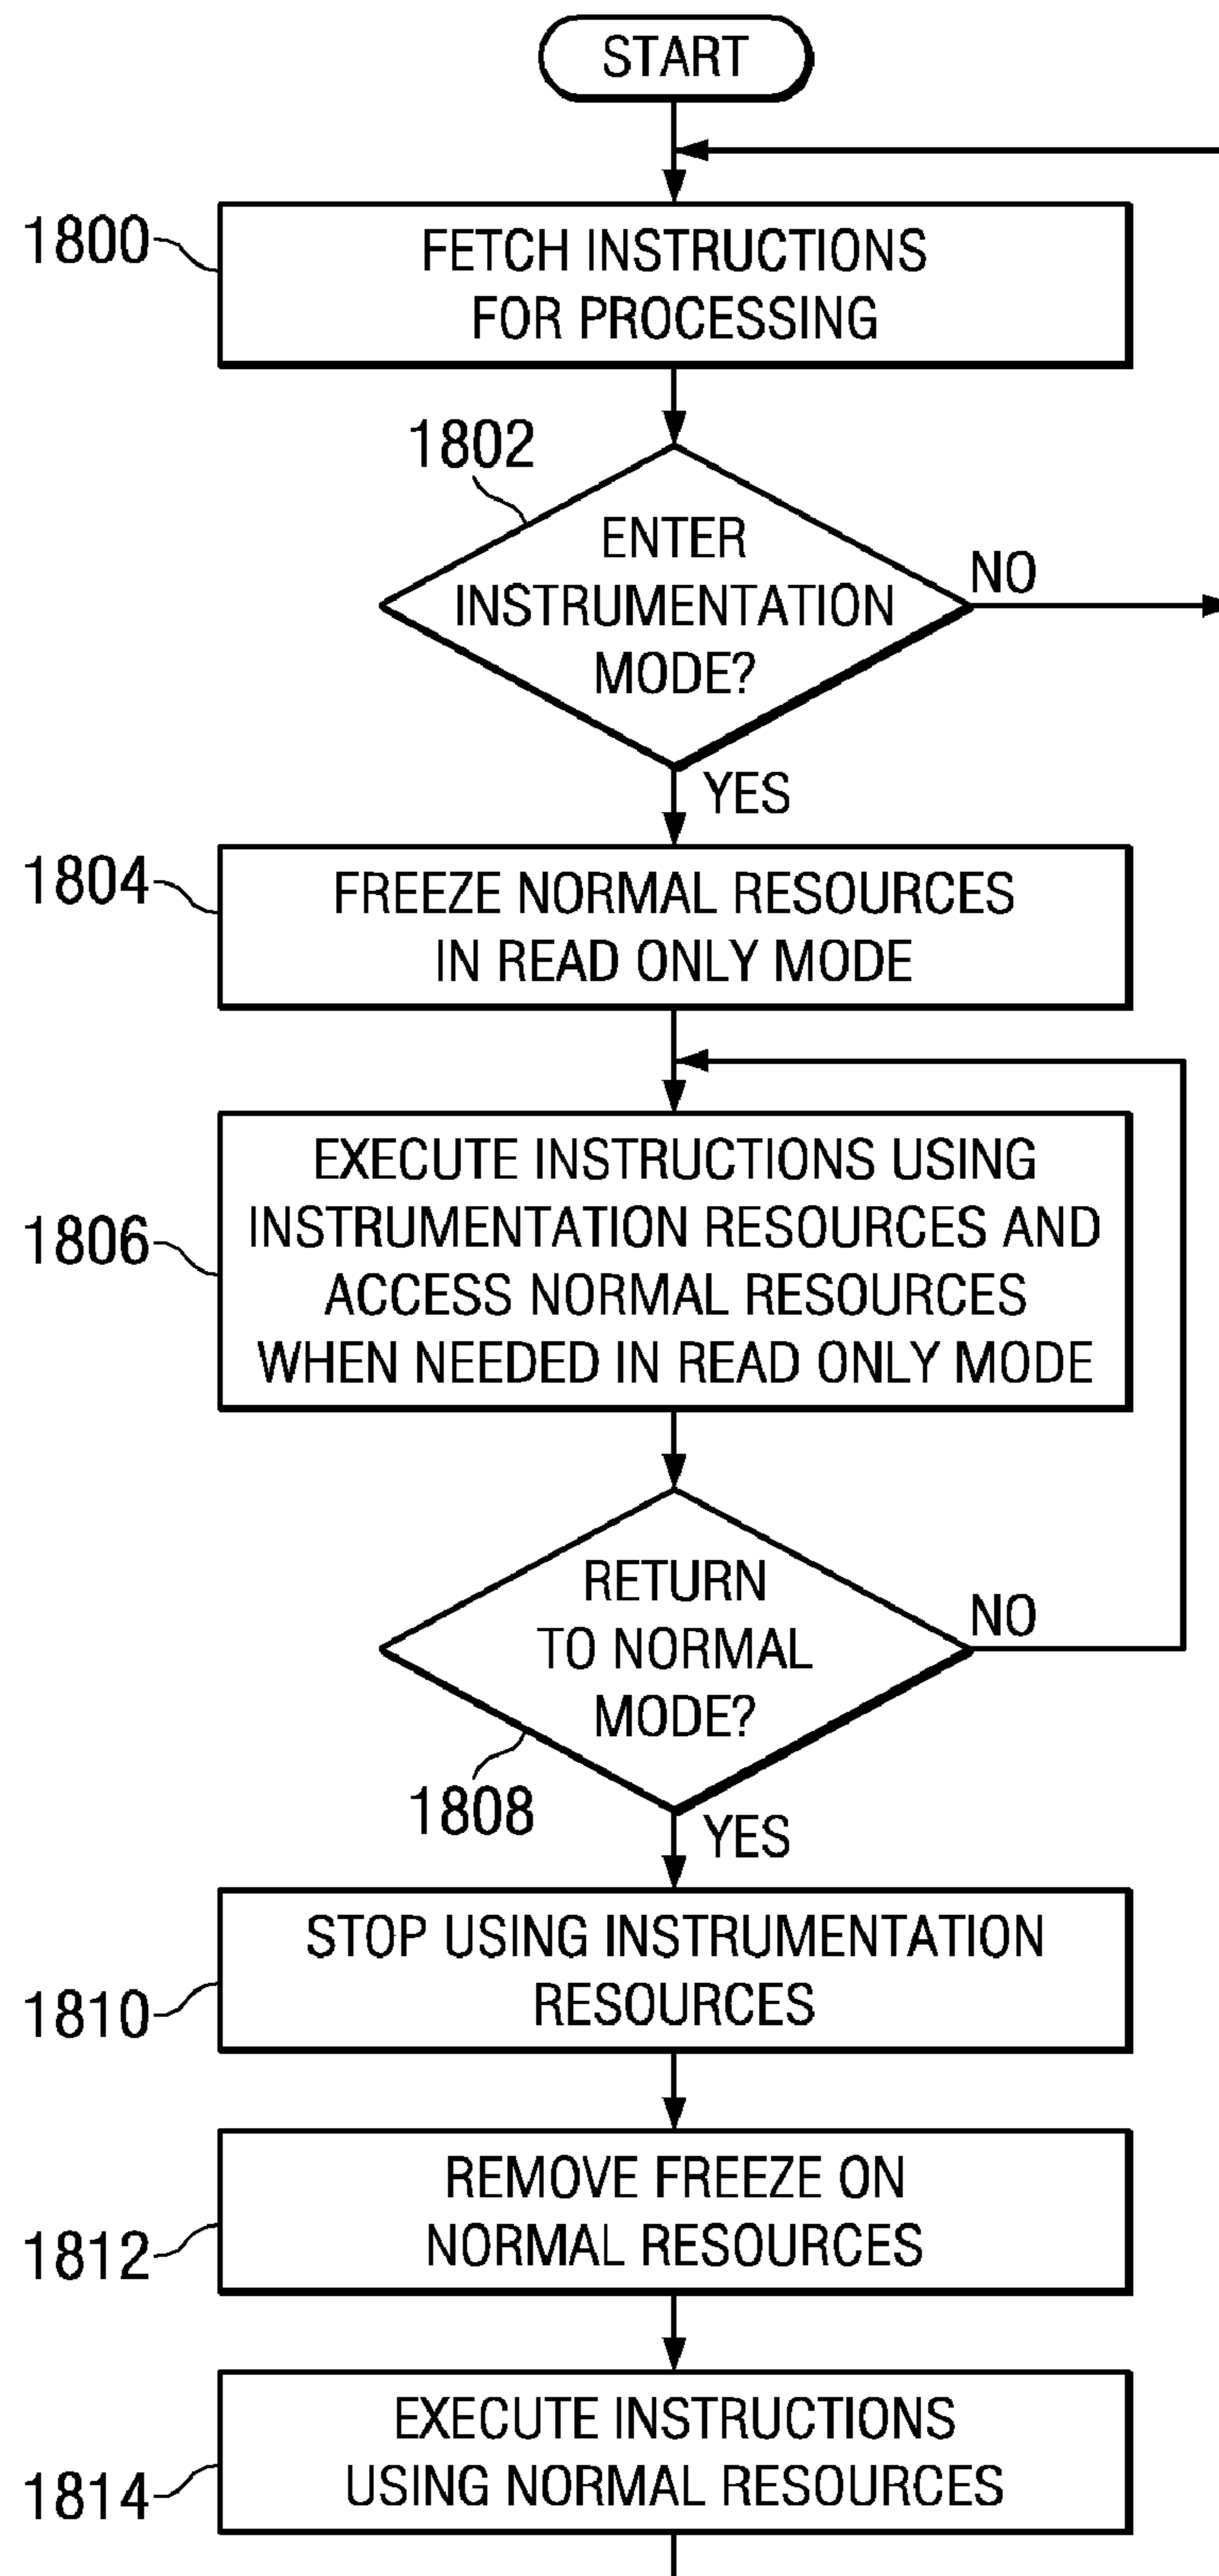 START
1800
FETCH INSTRUCTIONS
FOR PROCESSING
1802
ENTER
INSTRUMENTATION
MODE?
NO
YES
1804
FREEZE NORMAL RESOURCES
IN READ ONLY MODE
1806
EXECUTE INSTRUCTIONS USING
INSTRUMENTATION RESOURCES AND
ACCESS NORMAL RESOURCES
WHEN NEEDED IN READ ONLY MODE
RETURN
TO NORMAL
MODE?
NO
1808
YES
1810
STOP USING INSTRUMENTATION
RESOURCES
1812
REMOVE FREEZE ON
NORMAL RESOURCES
1814
EXECUTE INSTRUCTIONS
USING NORMAL RESOURCES